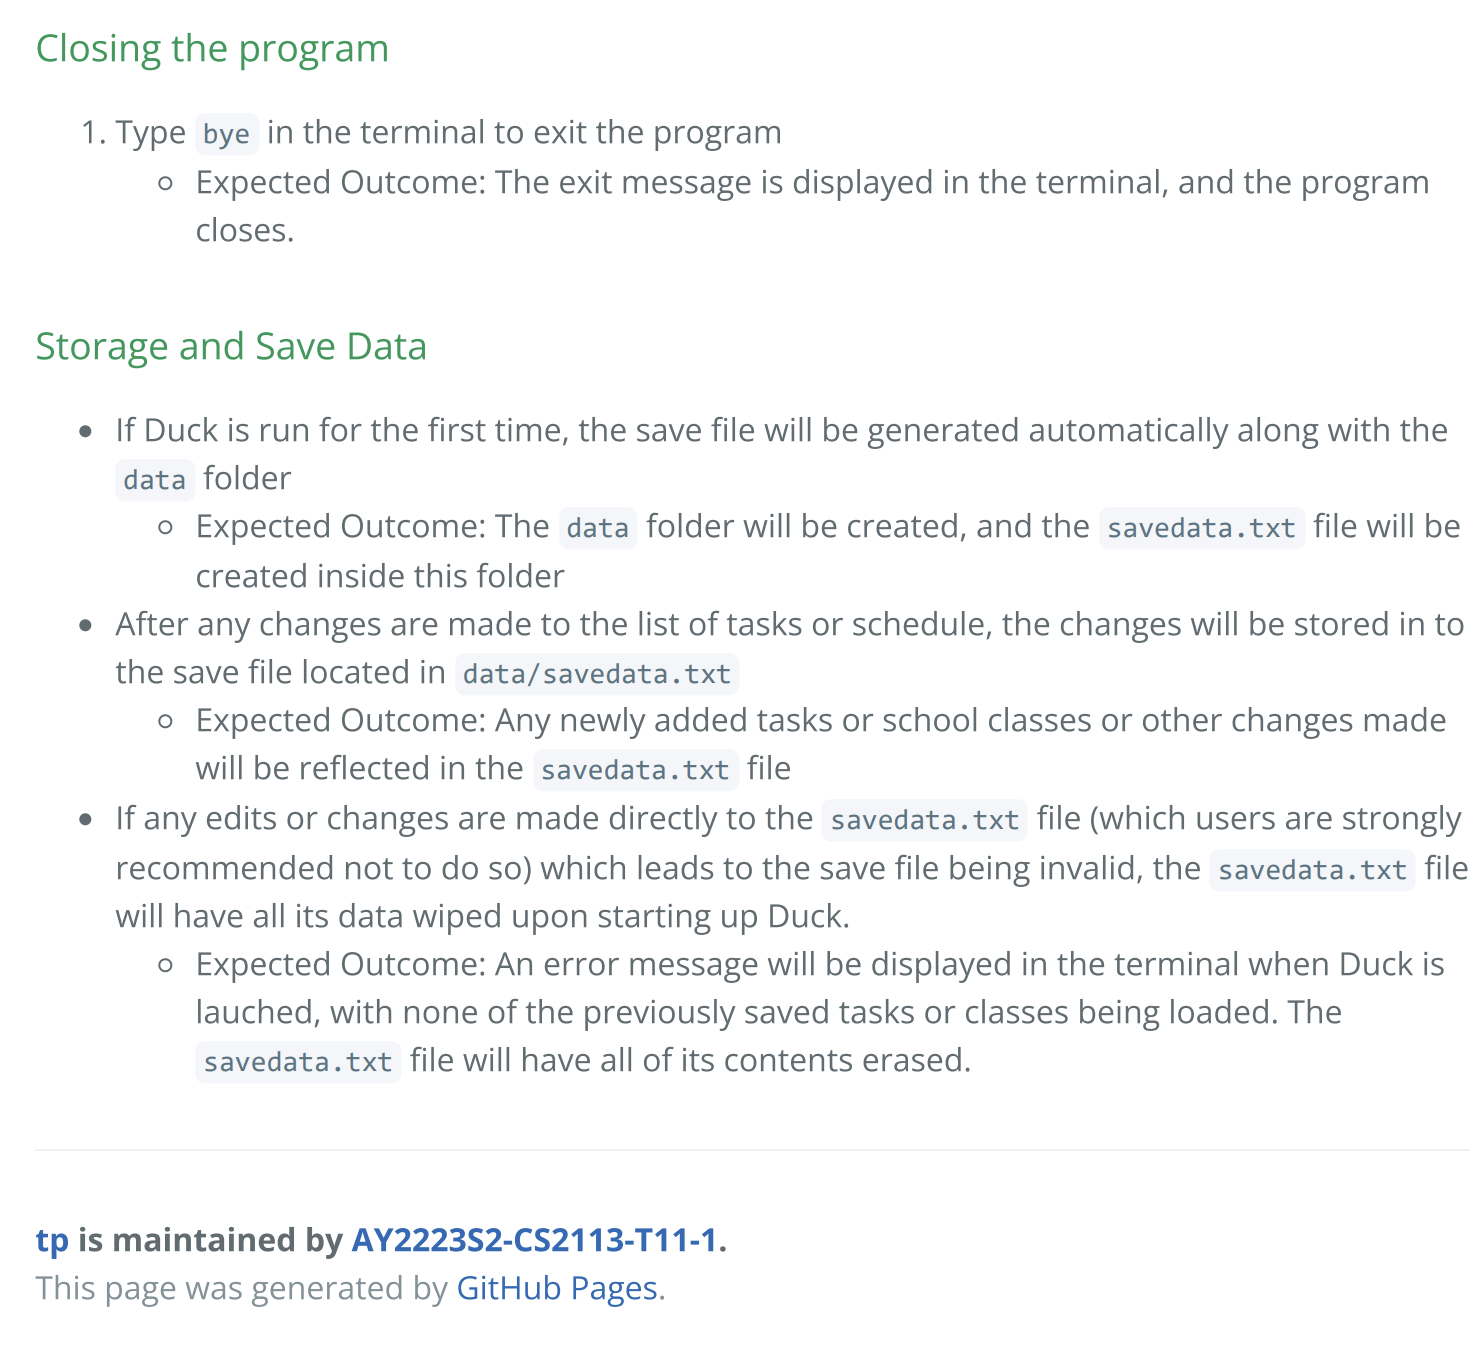 Closing the program
1. Type bye in the terminal to exit the program
Expected Outcome: The exit message is displayed in the terminal, and the program
closes.
Storage and Save Data
If Duck is run for the first time, the save file will be generated automatically along with the
data folder
Expected Outcome: The data folder will be created, and the savedata.txt file will be
created inside this folder
After any changes are made to the list of tasks or schedule, the changes will be stored in to
the save file located in data/savedata.txt
Expected Outcome: Any newly added tasks or school classes or other changes made
will be reflected in the savedata.txt file
If any edits or changes are made directly to the savedata.txt file (which users are strongly
recommended not to do so) which leads to the save file being invalid, the savedata.txt file
will have all its data wiped upon starting up Duck.
Expected Outcome: An error message will be displayed in the terminal when Duck is
lauched, with none of the previously saved tasks or classes being loaded. The
savedata.txt file will have all of its contents erased.
tp is maintained by AY2223S2-CS2113-T11-1.
This page was generated by GitHub Pages.